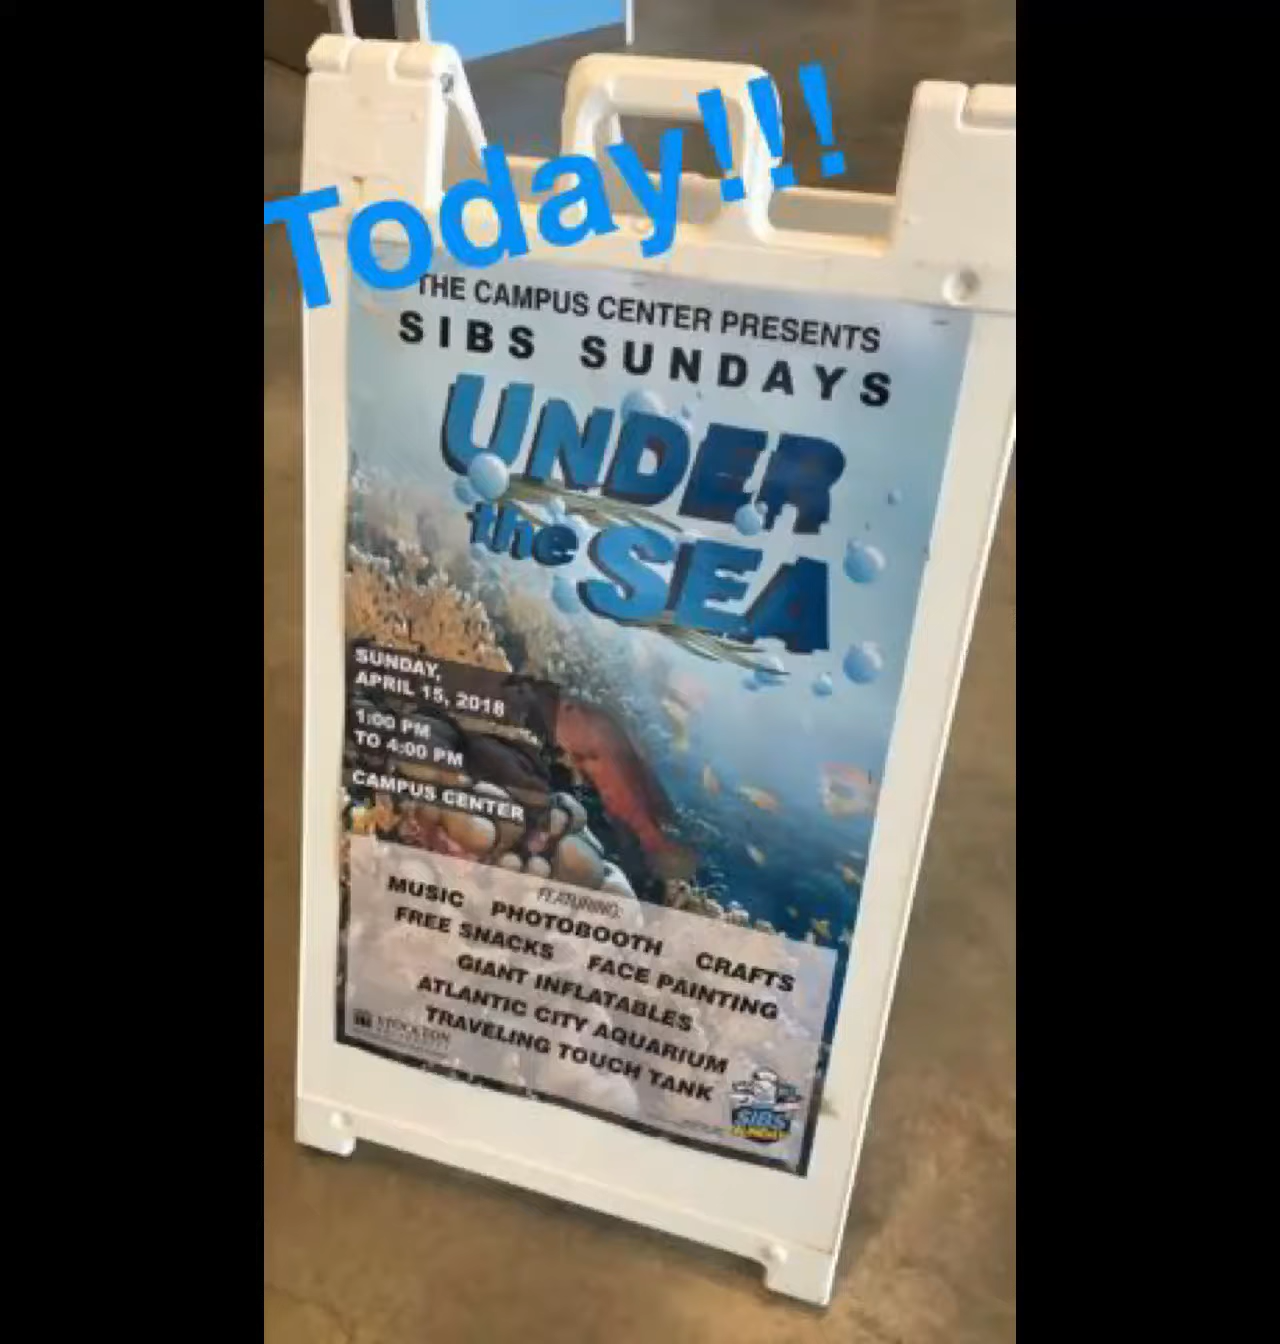 Today!!!
THE CAMPUS CENTER PRESENTS
SIBS SUNDAYS
UNDER
the SEA
SUNDAY,
APRIL 15, 2018
1:00 PM
TO 4:00 PM
CAMPUS CENTER
FEATURING:
MUSIC PHOTOBOOTH CRAFTS
FREE SNACKS FACE PAINTING
GIANT INFLATABLES
ATLANTIC CITY AQUARIUM
TRAVELING TOUCH TANK
STOCKTON
SIBS
SUNDAY